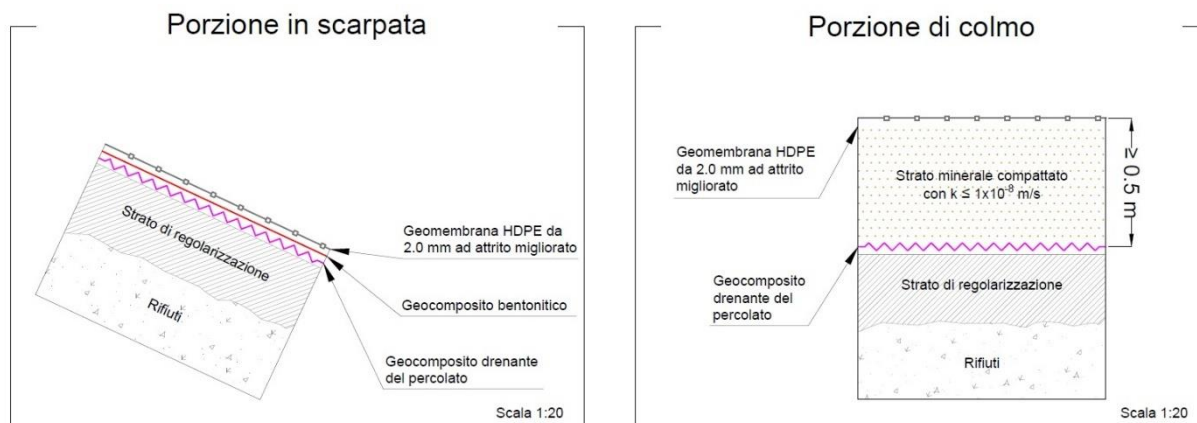 Porzione in scarpata
Strato di regolarizzazione
Rifiuti
Geomembrana HDPE da
2.0 mm ad attrito migliorato
Geocomposito bentonitico
Geocomposito drenante
del percolato
Scala 1:20
Porzione di colmo
Geomembrana HDPE
da 2.0 mm ad attrito
migliorato
Strato minerale compattato
con k ≤ 1x10⁻⁸ m/s
≥ 0.5 m
Geocomposito
drenante del
percolato
Strato di regolarizzazione
Rifiuti
Scala 1:20